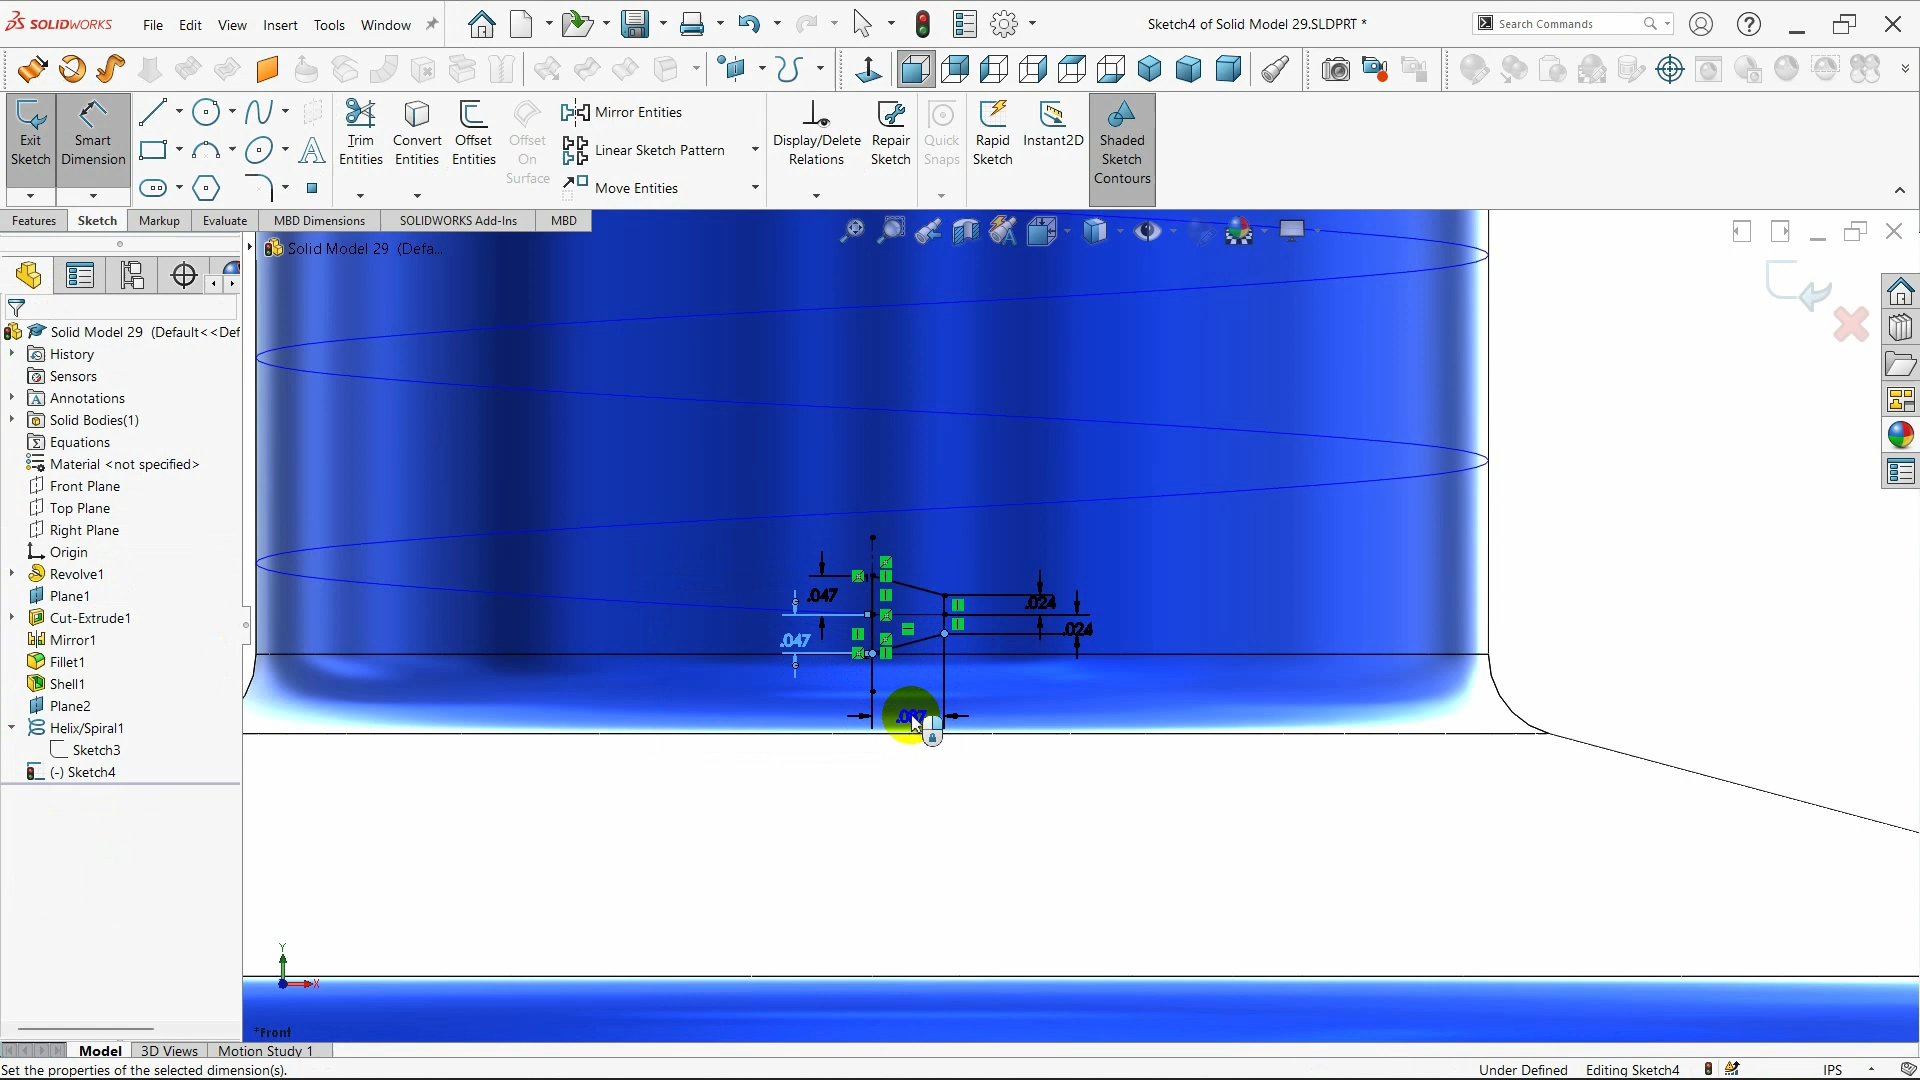 SOLIDWORKS File Edit View Insert Tools Window
Sketch4 of Solid Model 29.SLDPRT *
Search Commands
Exit Sketch
Smart Dimension
Trim Entities
Convert Entities
Offset Entities
Offset On Surface
Mirror Entities
Linear Sketch Pattern
Move Entities
Display/Delete Relations
Repair Sketch
Quick Snaps
Rapid Sketch
Instant2D
Shaded Sketch Contours
Features Sketch Markup Evaluate MBD Dimensions SOLIDWORKS Add-Ins MBD
Solid Model 29 (Defa...
Solid Model 29 (Default<<Def
History
Sensors
Annotations
Solid Bodies(1)
Equations
Material <not specified>
Front Plane
Top Plane
Right Plane
Origin
Revolve1
Plane1
Cut-Extrude1
Mirror1
Fillet1
Shell1
Plane2
Helix/Spiral1
Sketch3
(-) Sketch4
.047
.024
.024
.047
Y
X
*Front
Model 3D Views Motion Study 1
Set the properties of the selected dimension(s).
Under Defined Editing Sketch4 IPS